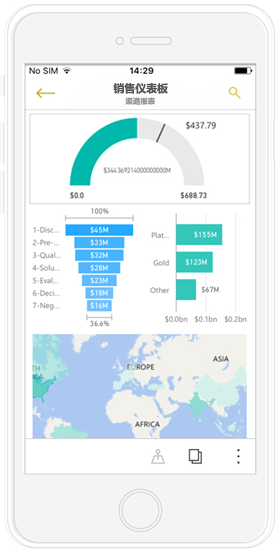 No SIM 14:29
销售仪表板
渠道报表
$437.79
$344.369214000000000M
$0.0 $688.73
100%
1-Disc... $45M
2-Pre-... $33M
3-Qual... $32M
4-Solu... $28M
5-Eval... $23M
6-Deci... $18M
7-Neg... $16M
36.6%
Plat... $155M
Gold $123M
Other $67M
$0.0bn $0.1bn $0.2bn
EUROPE
ASIA
AFRICA